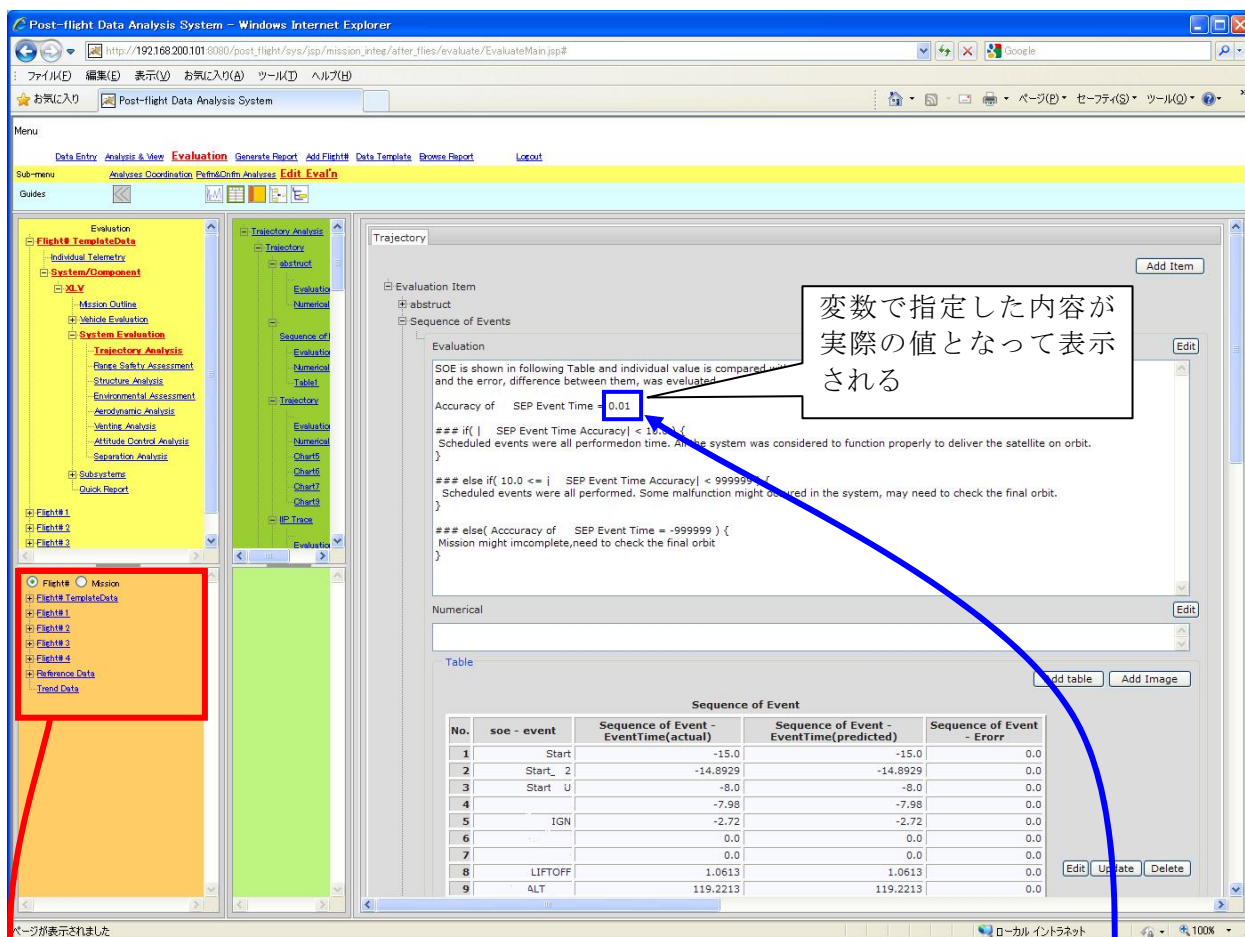 Post-flight Data Analysis System - Windows Internet Explorer
http://192.168.200.101:8080/post_flight/sys/jsp/mission_integ/after_flies/evaluate/EvaluateMain.jsp#
Google
ファイル(F) 編集(E) 表示(V) お気に入り(A) ツール(T) ヘルプ(H)
お気に入り Post-flight Data Analysis System ページ(P) セーフティ(S) ツール(O)
Menu
Data Entry Analysis & View Evaluation Generate Report Add Flight# Data Template Browse Report Logout
Sub-menu Analyses Coordination Pefm&Cnfm Analyses Edit Eval'n
Guides
Evaluation
Flight# TemplateData
Individual Telemetry
System/Component
XLV
Mission Outline
Vehicle Evaluation
System Evaluation
Trajectory Analysis
Range Safety Assessment
Structure Analysis
Environmental Assessment
Aerodynamic Analysis
Venting Analysis
Attitude Control Analysis
Separation Analysis
Subsystems
Quick Report
Flight# 1
Flight# 2
Flight# 3
Trajectory Analysis
Trajectory
abstruct
Evaluatio
Numerical
Sequence of
Evaluatio
Numerical
Table1
Trajectory
Evaluatio
Numerical
Chart5
Chart6
Chart7
Chart9
IIP Trace
Evaluatio
Flight# Mission
Flight# TemplateData
Flight# 1
Flight# 2
Flight# 3
Flight# 4
Reference Data
Trend Data
Trajectory
Add Item
Evaluation Item
abstruct
Sequence of Events
変数で指定した内容が
実際の値となって表示
される
Evaluation Edit
SOE is shown in following Table and individual value is compared
and the error, difference between them, was eveluated
Accuracy of SEP Event Time = 0.01
### if( | SEP Event Time Accuracy| < 10.0 ) {
Scheduled events were all performedon time. All the system was considered to function properly to deliver the satellite on orbit.
}
### else if( 10.0 <= | SEP Event Time Accuracy| < 999999 ) {
Scheduled events were all performed. Some malfunction might occured in the system, may need to check the final orbit.
}
### else( Acccuracy of SEP Event Time = -999999 ) {
Mission might imcomplete,need to check the final orbit
}
Numerical Edit
Table
Add table Add Image
Sequence of Event
No. soe - event Sequence of Event - EventTime(actual) Sequence of Event - EventTime(predicted) Sequence of Event - Erorr
1 Start -15.0 -15.0 0.0
2 Start_ 2 -14.8929 -14.8929 0.0
3 Start U -8.0 -8.0 0.0
4 -7.98 -7.98 0.0
5 IGN -2.72 -2.72 0.0
6 0.0 0.0 0.0
7 0.0 0.0 0.0
8 LIFTOFF 1.0613 1.0613 0.0
9 ALT 119.2213 119.2213 0.0
Edit Update Delete
ページが表示されました ローカル イントラネット 100%